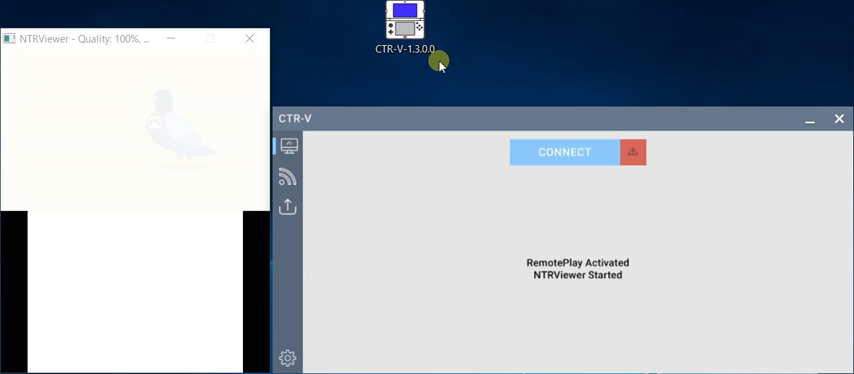 CTR-V-1.3.0.0
NTRViewer - Quality: 100%, ...
CTR-V
CONNECT
RemotePlay Activated
NTRViewer Started